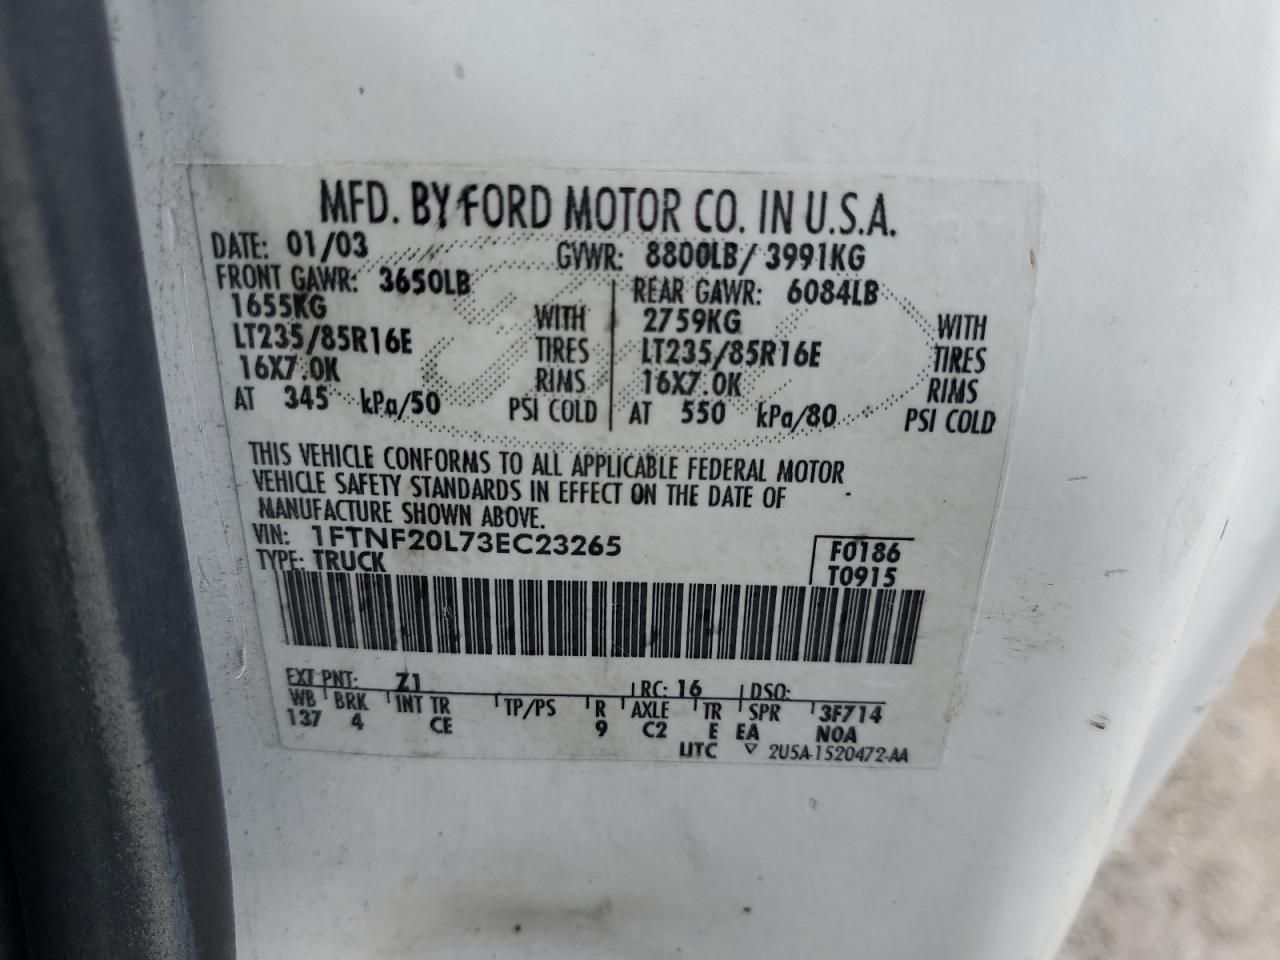 MFD. BY FORD MOTOR CO. IN U.S.A.
DATE: 01/03 GVWR: 8800LB/ 3991KG
FRONT GAWR: 3650LB REAR GAWR: 6084LB
1655KG WITH 2759KG WITH
LT235/85R16E TIRES LT235/85R16E TIRES
16X7.0K RIMS 16X7.0K RIMS
AT 345 kPa/50 PSI COLD AT 550 kPa/80 PSI COLD
THIS VEHICLE CONFORMS TO ALL APPLICABLE FEDERAL MOTOR
VEHICLE SAFETY STANDARDS IN EFFECT ON THE DATE OF
MANUFACTURE SHOWN ABOVE.
VIN: 1FTNF20L73EC23265 F0186
TYPE: TRUCK T0915
EXT PNT: Z1 RC: 16 DSO:
WB BRK INT TR TP/PS R AXLE TR SPR 3F714
137 4 CE 9 C2 E EA N0A
UTC ▽ 2U5A-1520472-AA